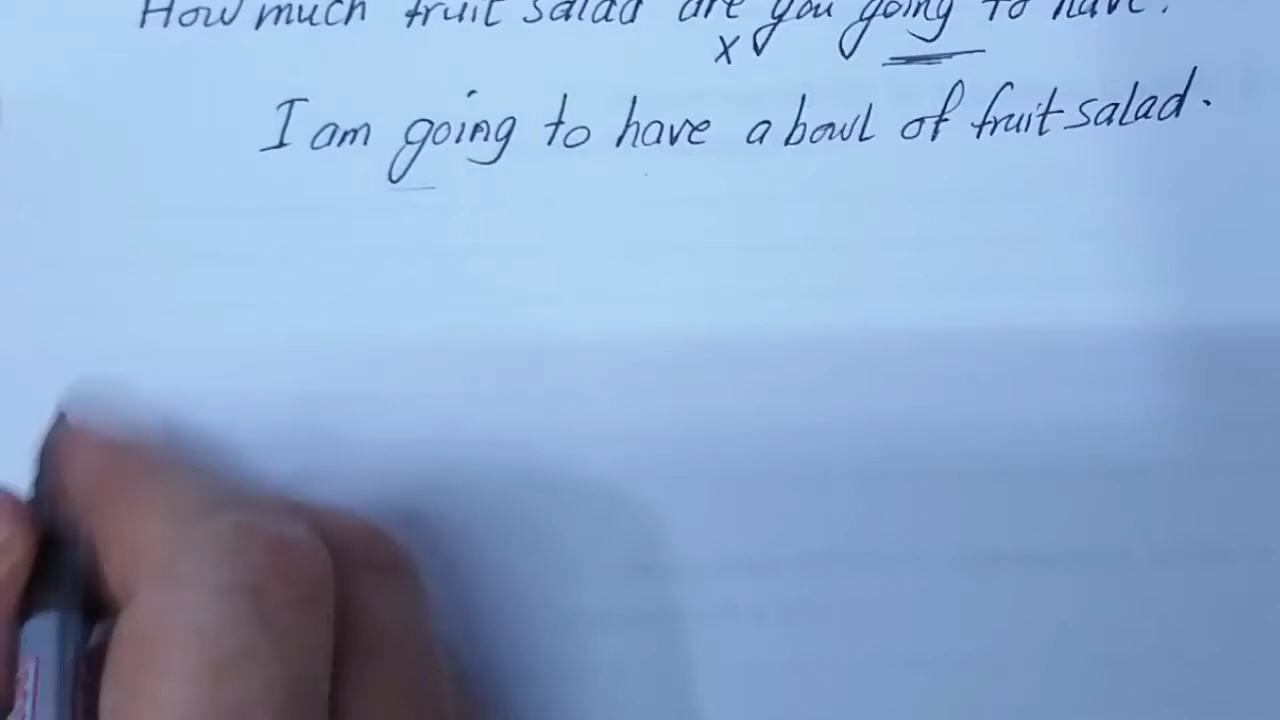 How much fruit salad are you going to have?
x
I am going to have a bowl of fruit salad.